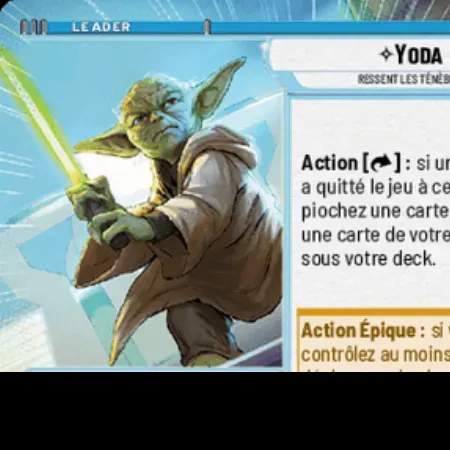 LEADER
YODA
RESSENT LES TÉNÈB
Action [ ] : si un
a quitté le jeu à ce
piochez une carte
une carte de votre
sous votre deck.
Action Épique : si
contrôlez au moins